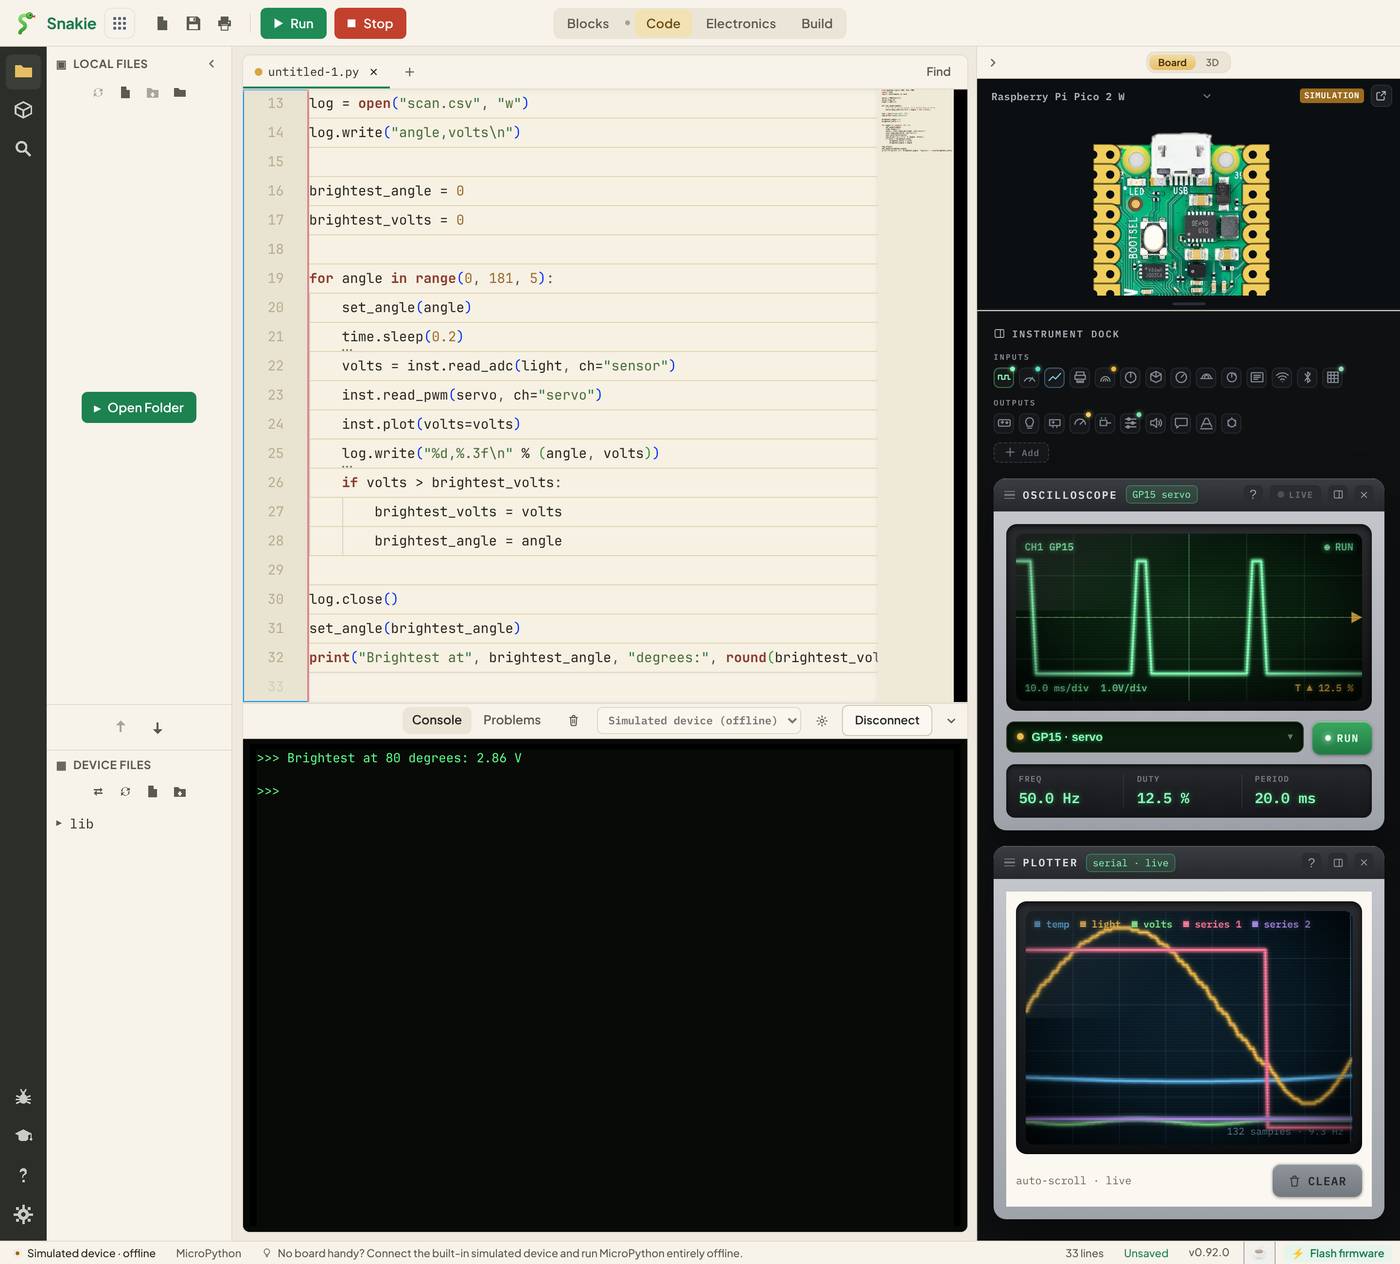 Snakie
Run
Stop
Blocks
Code
Electronics
Build
LOCAL FILES
Open Folder
DEVICE FILES
lib
untitled-1.py
Find
13 log = open("scan.csv", "w")
14 log.write("angle,volts\n")
15
16 brightest_angle = 0
17 brightest_volts = 0
18
19 for angle in range(0, 181, 5):
20 set_angle(angle)
21 time.sleep(0.2)
22 volts = inst.read_adc(light, ch="sensor")
23 inst.read_pwm(servo, ch="servo")
24 inst.plot(volts=volts)
25 log.write("%d,%.3f\n" % (angle, volts))
26 if volts > brightest_volts:
27 brightest_volts = volts
28 brightest_angle = angle
29
30 log.close()
31 set_angle(brightest_angle)
32 print("Brightest at", brightest_angle, "degrees:", round(brightest_vol
33
Console
Problems
Simulated device (offline)
Disconnect
>>> Brightest at 80 degrees: 2.86 V
>>>
Board
3D
Raspberry Pi Pico 2 W
SIMULATION
LED
USB
BOOTSEL
INSTRUMENT DOCK
INPUTS
OUTPUTS
+ Add
OSCILLOSCOPE
GP15 servo
?
LIVE
CH1 GP15
RUN
10.0 ms/div 1.0V/div
T ▲ 12.5 %
GP15 · servo
RUN
FREQ
DUTY
PERIOD
50.0 Hz
12.5 %
20.0 ms
PLOTTER
serial · live
?
temp
light
volts
series 1
series 2
132 samples · 9.3 Hz
auto-scroll · live
CLEAR
Simulated device · offline
MicroPython
No board handy? Connect the built-in simulated device and run MicroPython entirely offline.
33 lines
Unsaved
v0.92.0
Flash firmware